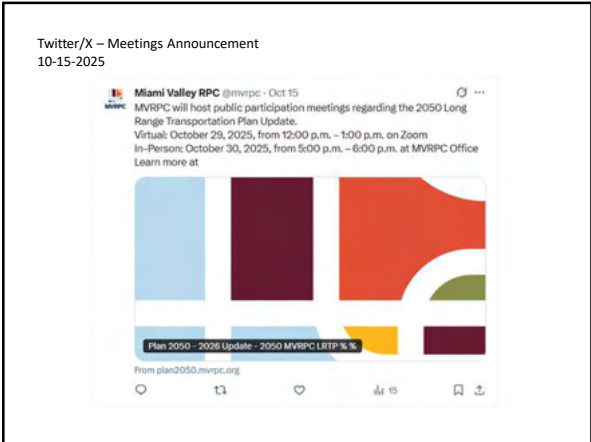 Twitter/X – Meetings Announcement
10-15-2025
Miami Valley RPC @mvrpc · Oct 15
MVRPC
MVRPC will host public participation meetings regarding the 2050 Long
Range Transportation Plan Update.
Virtual: October 29, 2025, from 12:00 p.m. – 1:00 p.m. on Zoom
In-Person: October 30, 2025, from 5:00 p.m. – 6:00 p.m. at MVRPC Office
Learn more at
Plan 2050 - 2026 Update - 2050 MVRPC LRTP % %
From plan2050.mvrpc.org
15